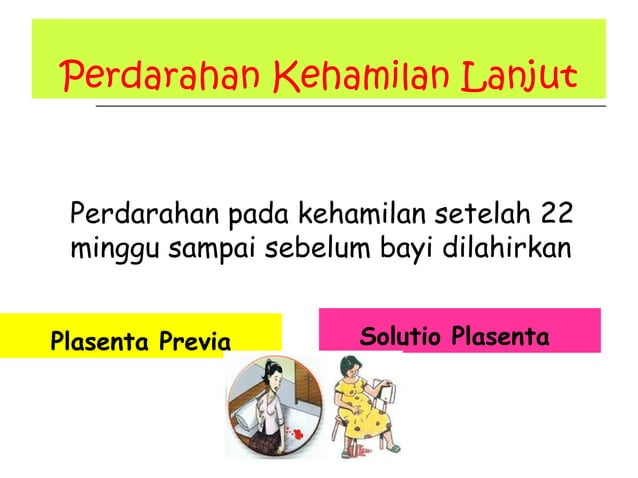 Perdarahan Kehamilan Lanjut
Perdarahan pada kehamilan setelah 22
minggu sampai sebelum bayi dilahirkan
Plasenta Previa
Solutio Plasenta